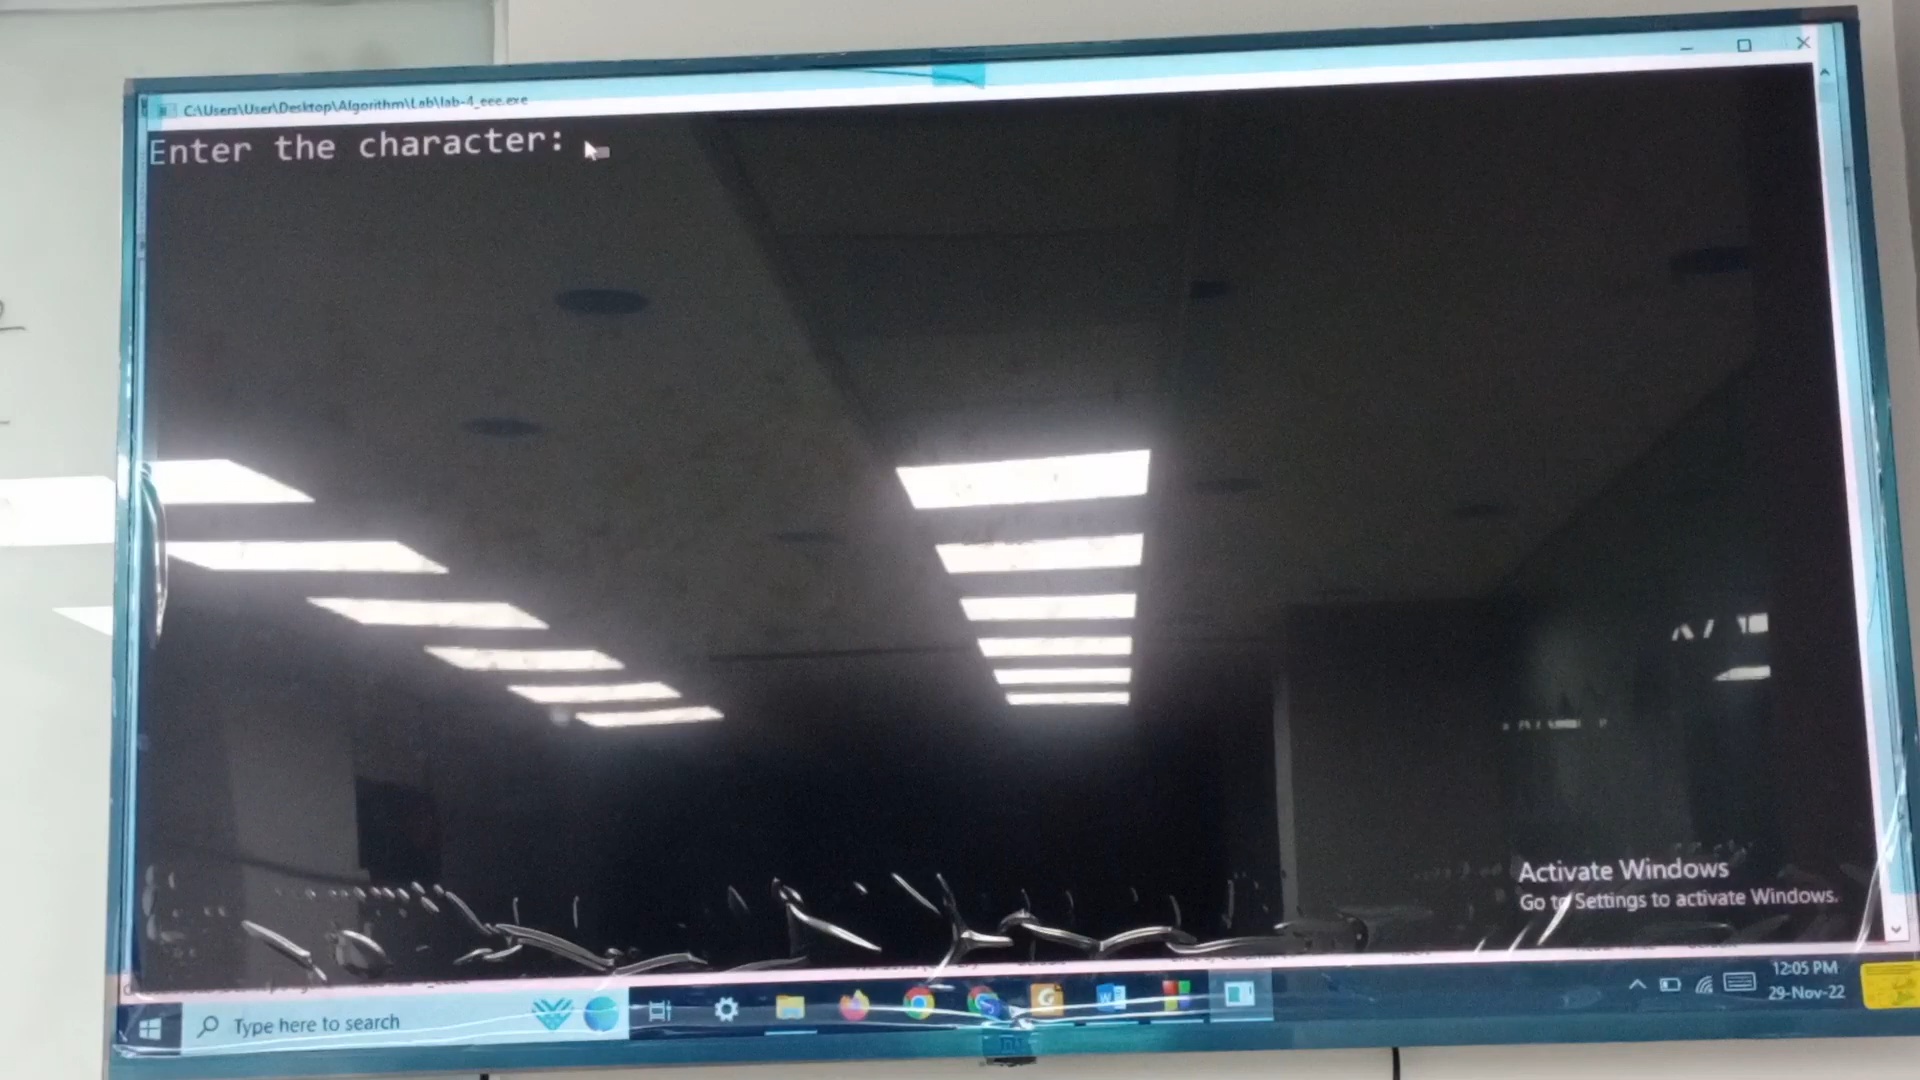 C:\Users\User\Desktop\Algorithm\Lab\lab-4_eee.exe
Enter the character:
Activate Windows
Go to Settings to activate Windows.
Type here to search
12:05 PM
29-Nov-22